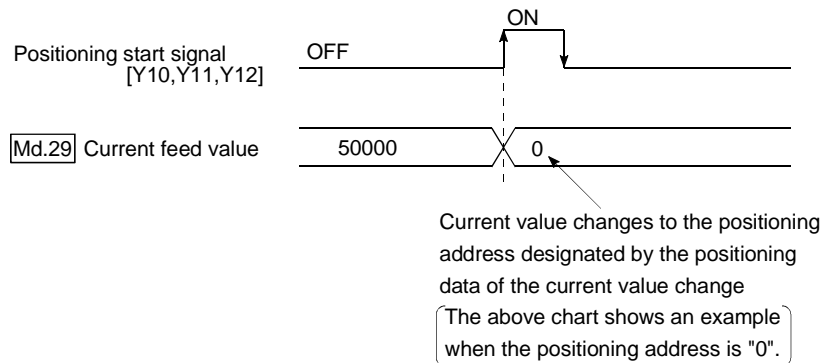 ON
Positioning start signal OFF
[Y10,Y11,Y12]
Md.29 Current feed value 50000 0
Current value changes to the positioning
address designated by the positioning
data of the current value change
The above chart shows an example
when the positioning address is "0".